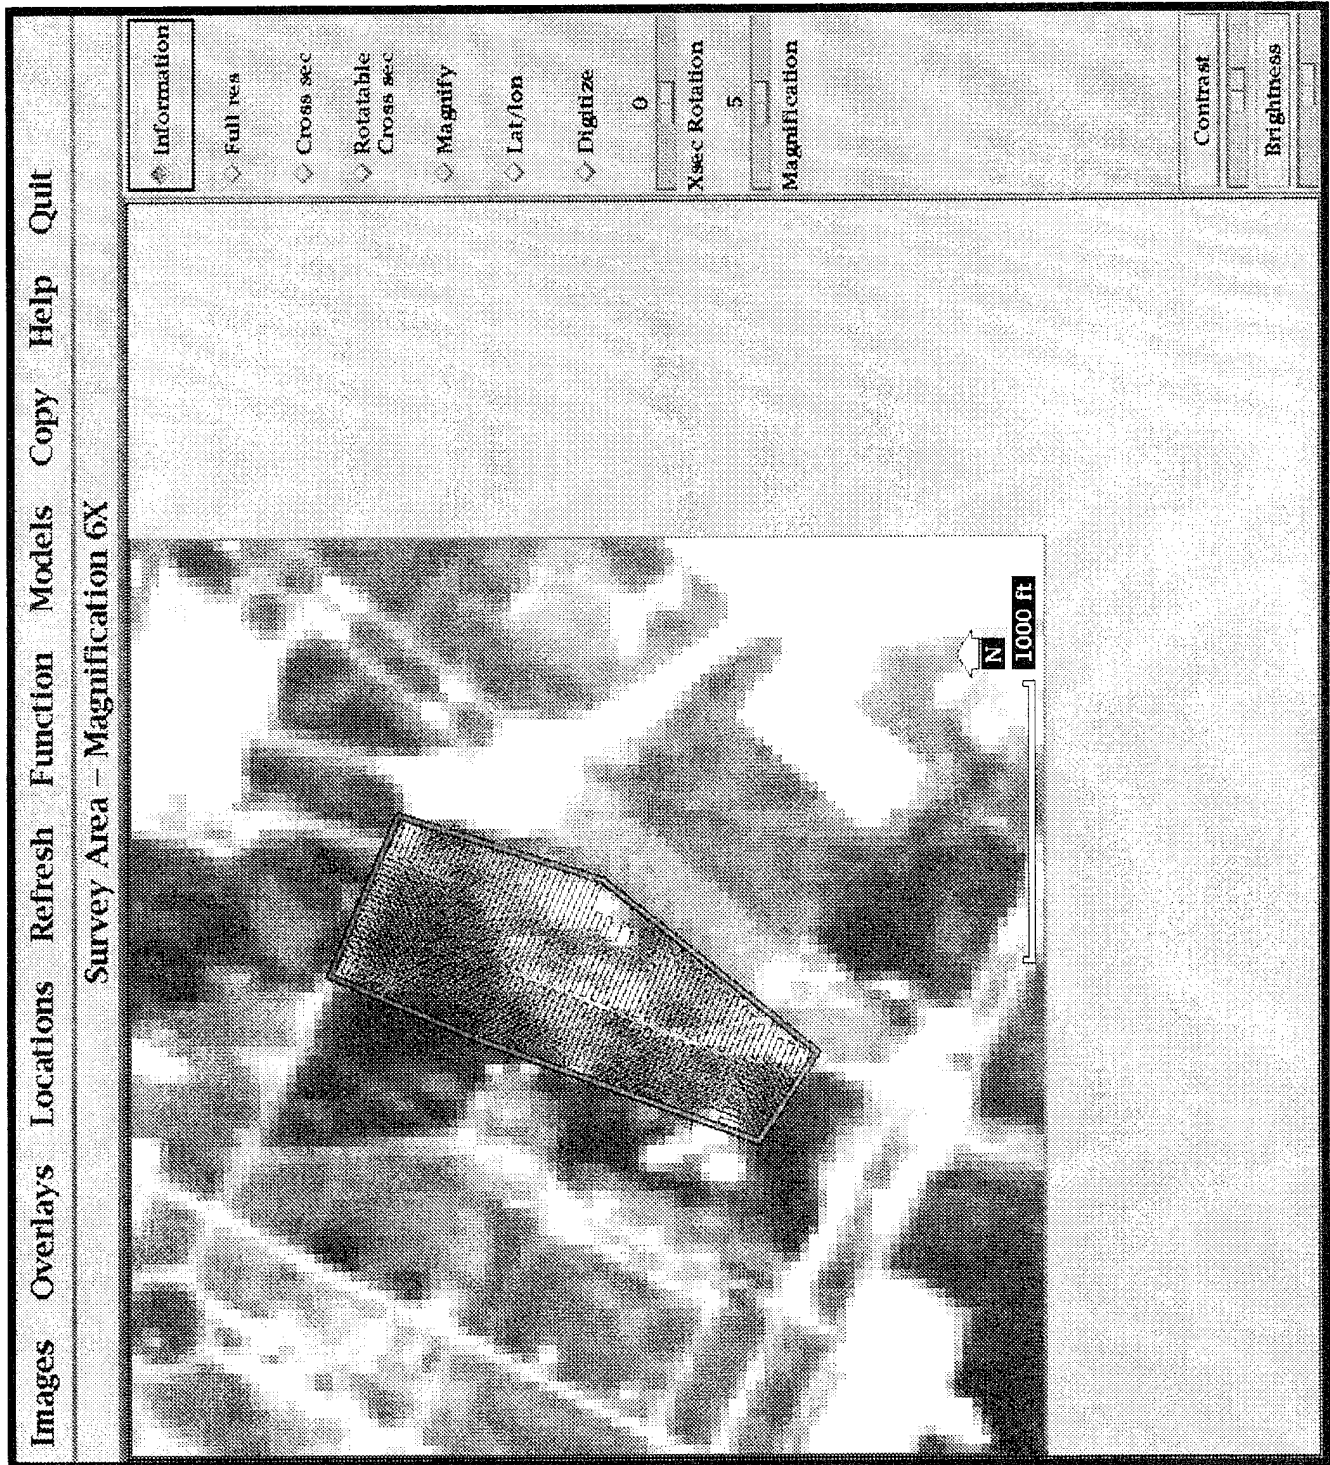 Images Overlays Locations Refresh Function Models Copy Help Quit
Survey Area – Magnification 6X
Information
Full res
Cross sec
Rotatable
Cross sec
Magnify
Lat/lon
Digitize
0
Xsec Rotation
5
Magnification
Contrast
Brightness
N
1000 ft